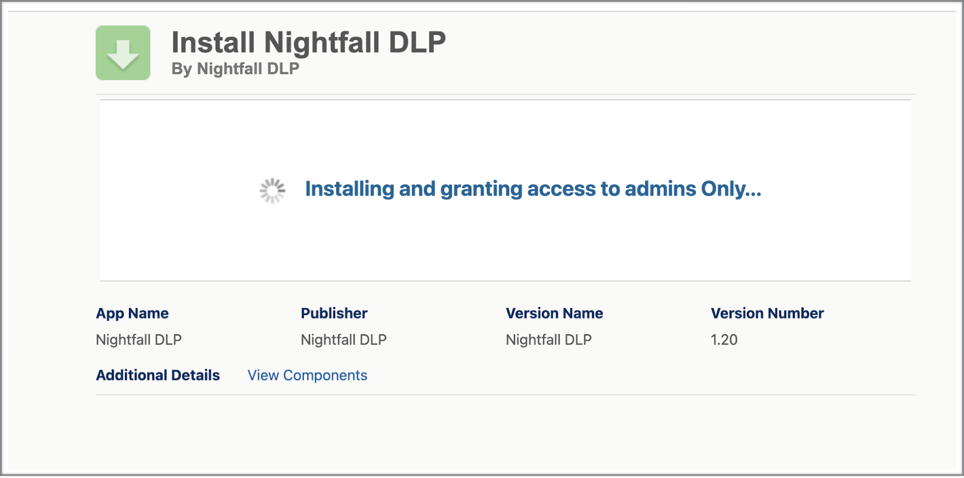 Install Nightfall DLP
By Nightfall DLP
Installing and granting access to admins Only...
App Name Publisher Version Name Version Number
Nightfall DLP Nightfall DLP Nightfall DLP 1.20
Additional Details View Components